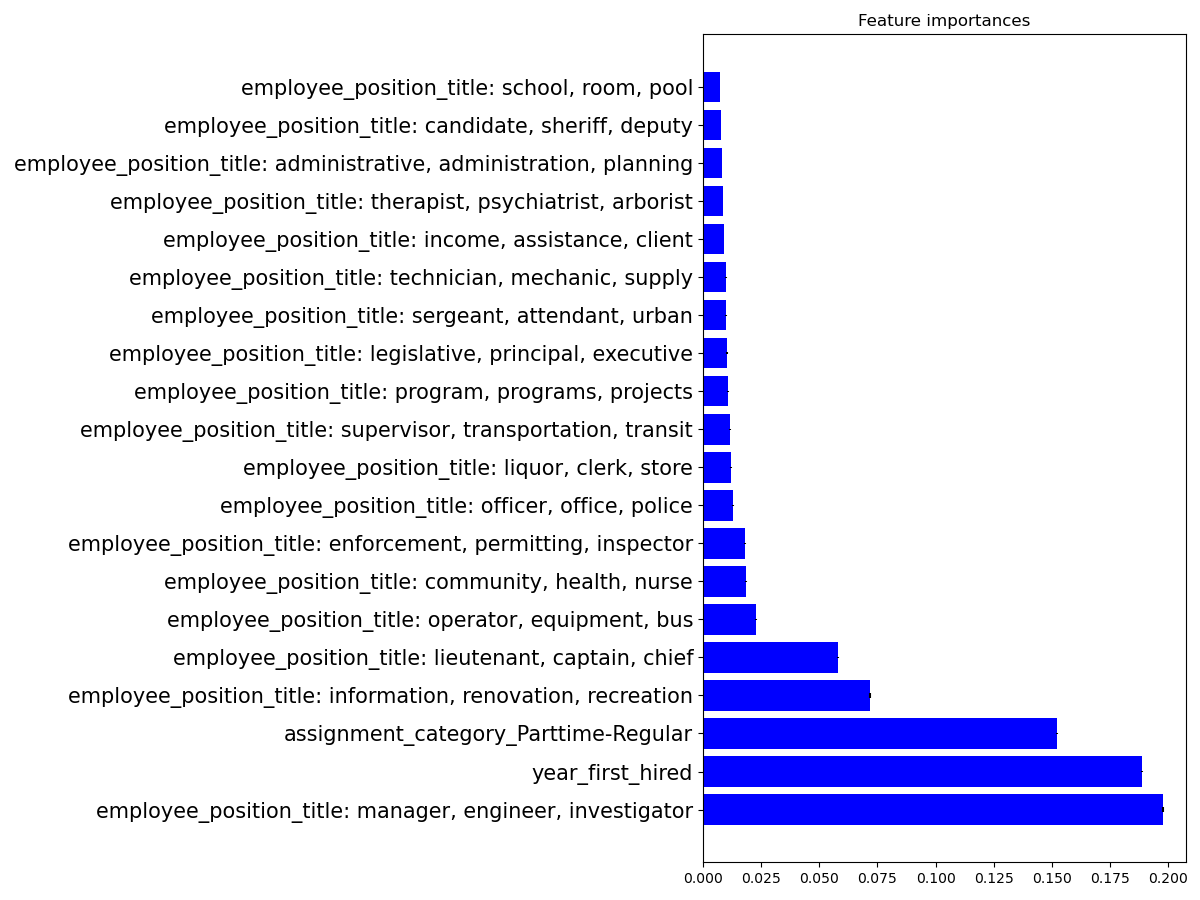 Feature importances
employee_position_title: school, room, pool
employee_position_title: candidate, sheriff, deputy
employee_position_title: administrative, administration, planning
employee_position_title: therapist, psychiatrist, arborist
employee_position_title: income, assistance, client
employee_position_title: technician, mechanic, supply
employee_position_title: sergeant, attendant, urban
employee_position_title: legislative, principal, executive
employee_position_title: program, programs, projects
employee_position_title: supervisor, transportation, transit
employee_position_title: liquor, clerk, store
employee_position_title: officer, office, police
employee_position_title: enforcement, permitting, inspector
employee_position_title: community, health, nurse
employee_position_title: operator, equipment, bus
employee_position_title: lieutenant, captain, chief
employee_position_title: information, renovation, recreation
assignment_category_Parttime-Regular
year_first_hired
employee_position_title: manager, engineer, investigator
0.000 0.025 0.050 0.075 0.100 0.125 0.150 0.175 0.200